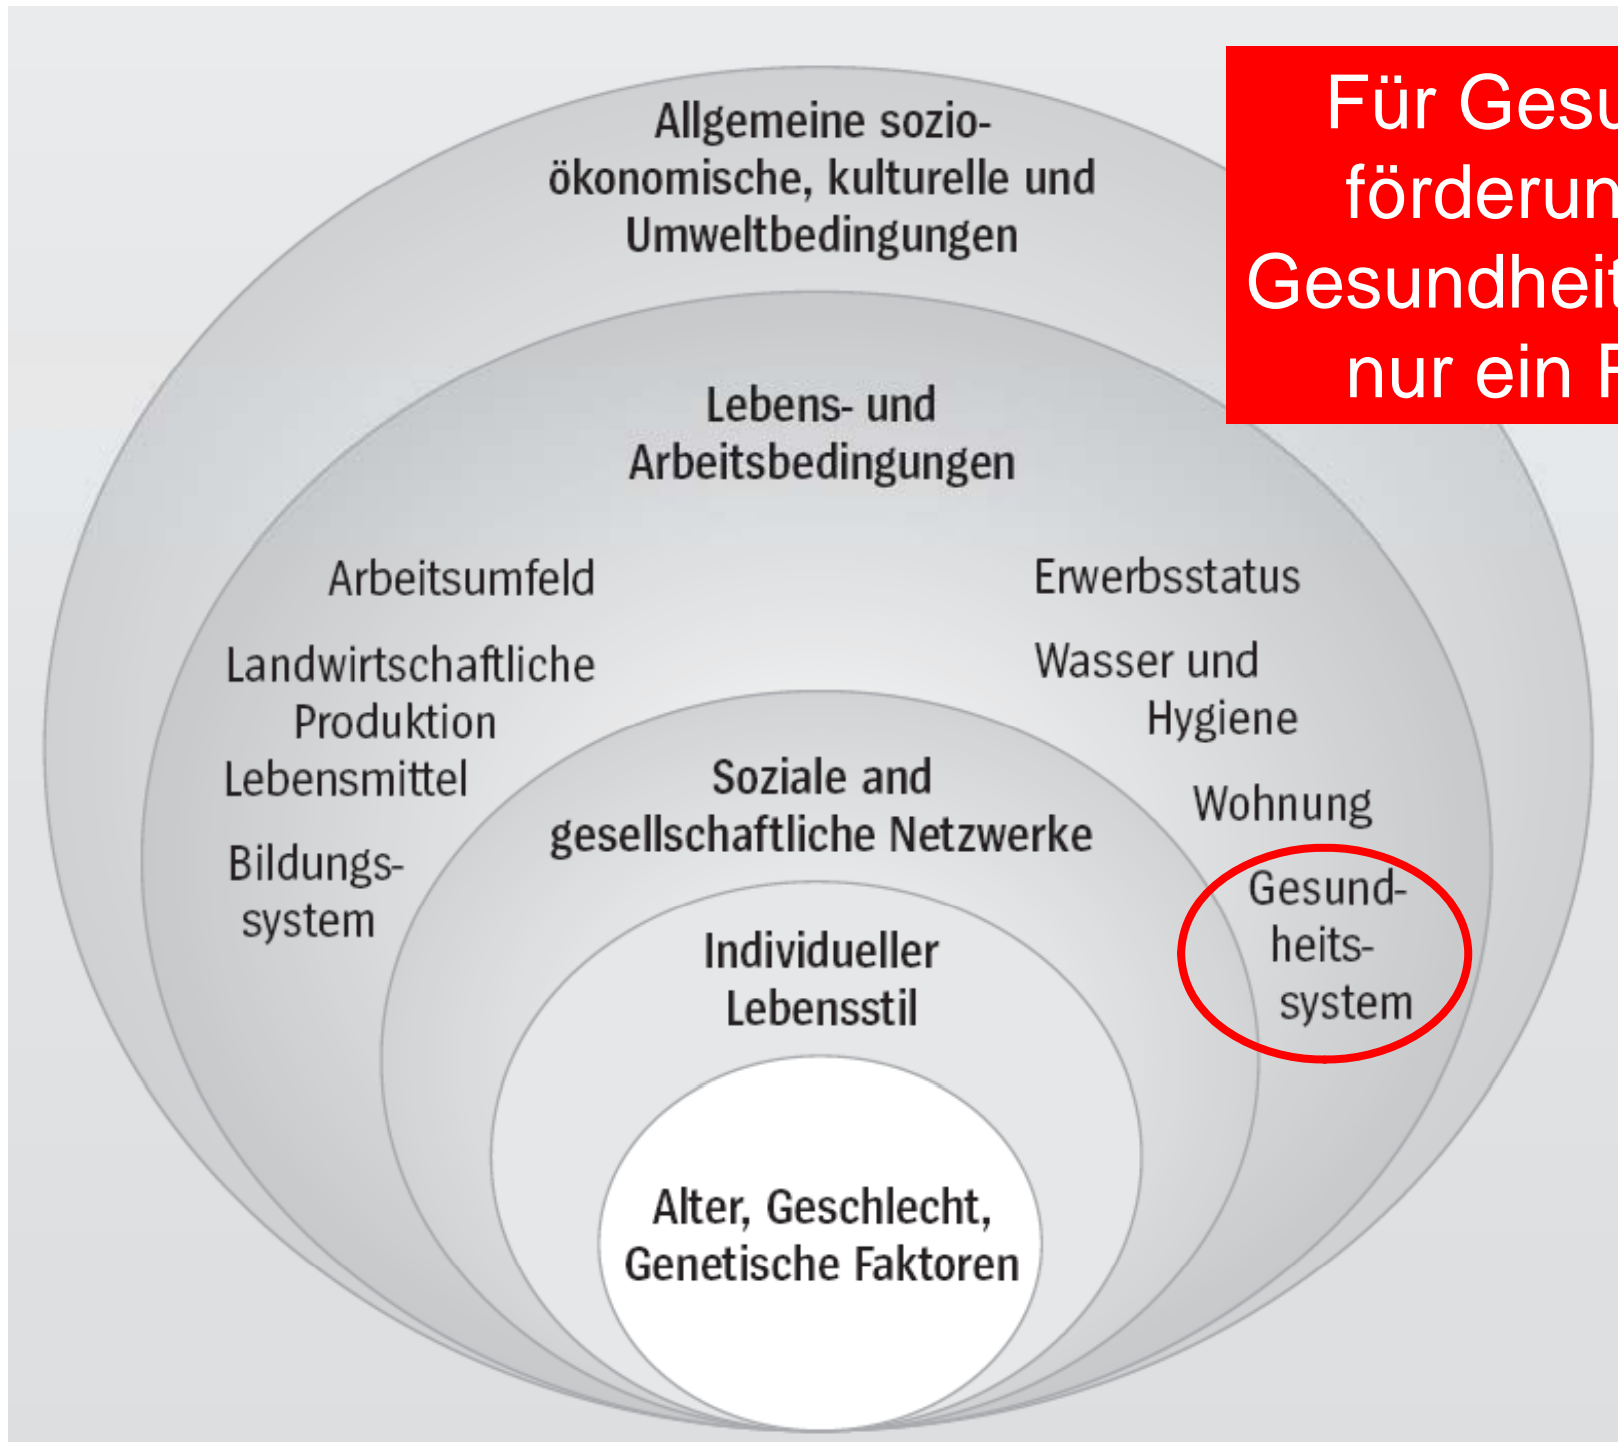 Allgemeine sozio-
ökonomische, kulturelle und
Umweltbedingungen
Für Gesu
förderun
Gesundheit
nur ein F
Lebens- und
Arbeitsbedingungen
Arbeitsumfeld
Landwirtschaftliche
Produktion
Lebensmittel
Bildungs-
system
Erwerbsstatus
Wasser und
Hygiene
Wohnung
Gesund-
heits-
system
Soziale and
gesellschaftliche Netzwerke
Individueller
Lebensstil
Alter, Geschlecht,
Genetische Faktoren